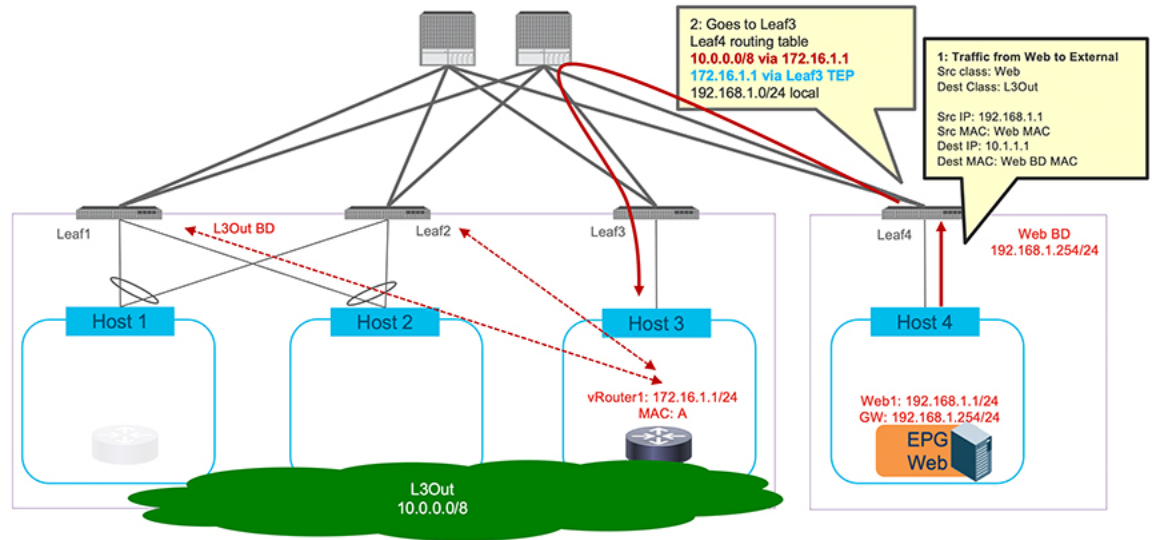 2: Goes to Leaf3
Leaf4 routing table
10.0.0.0/8 via 172.16.1.1
172.16.1.1 via Leaf3 TEP
192.168.1.0/24 local
1: Traffic from Web to External
Src class: Web
Dest Class: L3Out
Src IP: 192.168.1.1
Src MAC: Web MAC
Dest IP: 10.1.1.1
Dest MAC: Web BD MAC
Leaf1
L3Out BD
Leaf2
Leaf3
Leaf4
Web BD
192.168.1.254/24
Host 1
Host 2
Host 3
Host 4
vRouter1: 172.16.1.1/24
MAC: A
Web1: 192.168.1.1/24
GW: 192.168.1.254/24
EPG
Web
L3Out
10.0.0.0/8